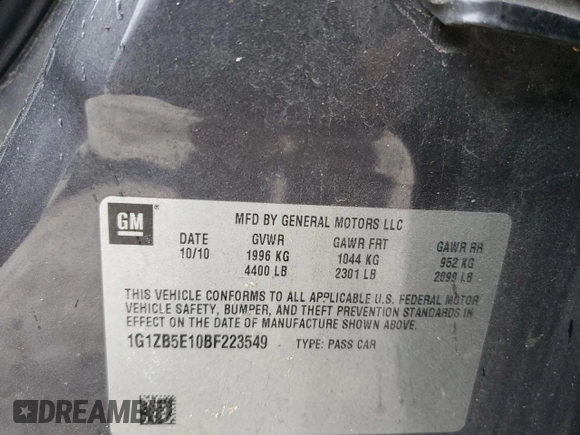 GM
MFD BY GENERAL MOTORS LLC
DATE GVWR GAWR FRT GAWR RR
10/10 1996 KG 1044 KG 952 KG
4400 LB 2301 LB 2099 LB
THIS VEHICLE CONFORMS TO ALL APPLICABLE U.S. FEDERAL MOTOR
VEHICLE SAFETY, BUMPER, AND THEFT PREVENTION STANDARDS IN
EFFECT ON THE DATE OF MANUFACTURE SHOWN ABOVE.
1G1ZB5E10BF223549 TYPE: PASS CAR